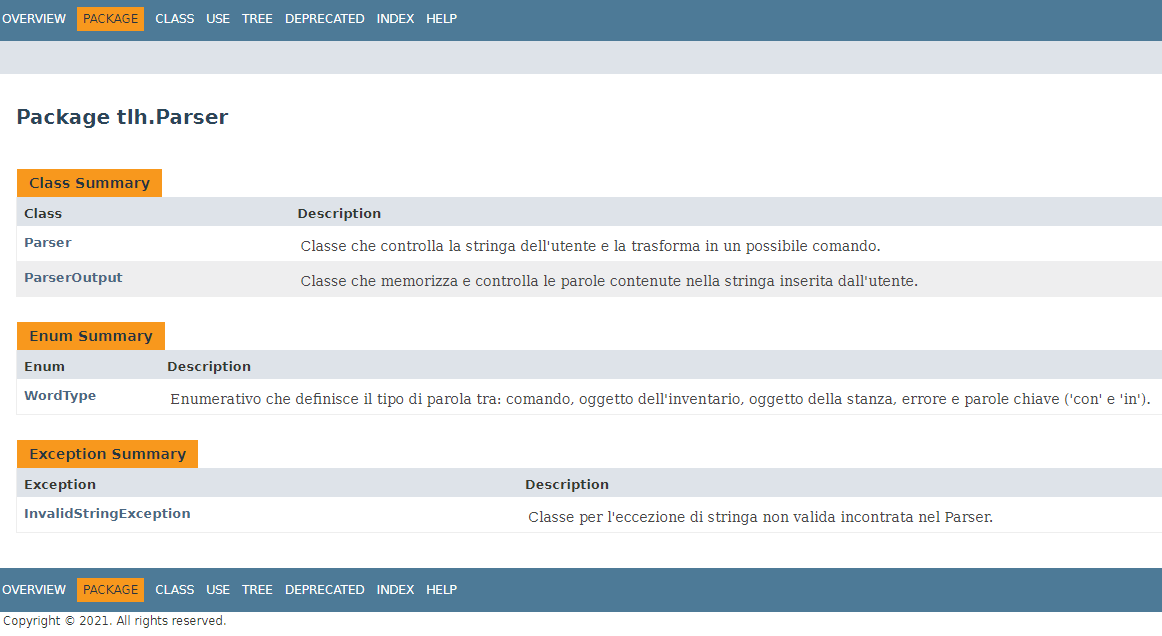 OVERVIEW PACKAGE CLASS USE TREE DEPRECATED INDEX HELP
Package tlh.Parser
Class Summary
Class Description
Parser Classe che controlla la stringa dell'utente e la trasforma in un possibile comando.
ParserOutput Classe che memorizza e controlla le parole contenute nella stringa inserita dall'utente.
Enum Summary
Enum Description
WordType Enumerativo che definisce il tipo di parola tra: comando, oggetto dell'inventario, oggetto della stanza, errore e parole chiave ('con' e 'in').
Exception Summary
Exception Description
InvalidStringException Classe per l'eccezione di stringa non valida incontrata nel Parser.
OVERVIEW PACKAGE CLASS USE TREE DEPRECATED INDEX HELP
Copyright © 2021. All rights reserved.